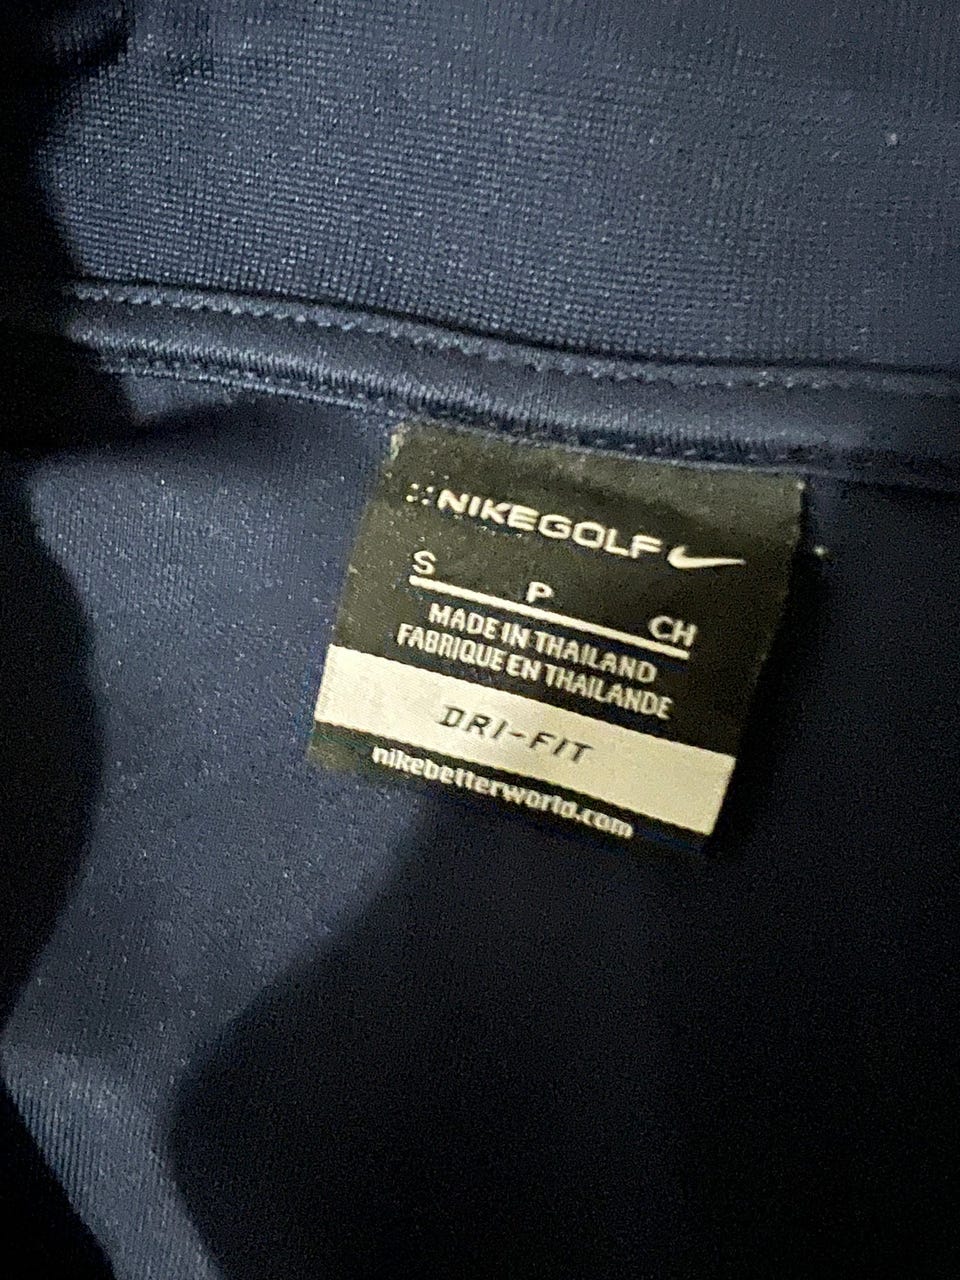 NIKEGOLF
S P CH
MADE IN THAILAND
FABRIQUE EN THAILANDE
DRI-FIT
nikebetterworld.com